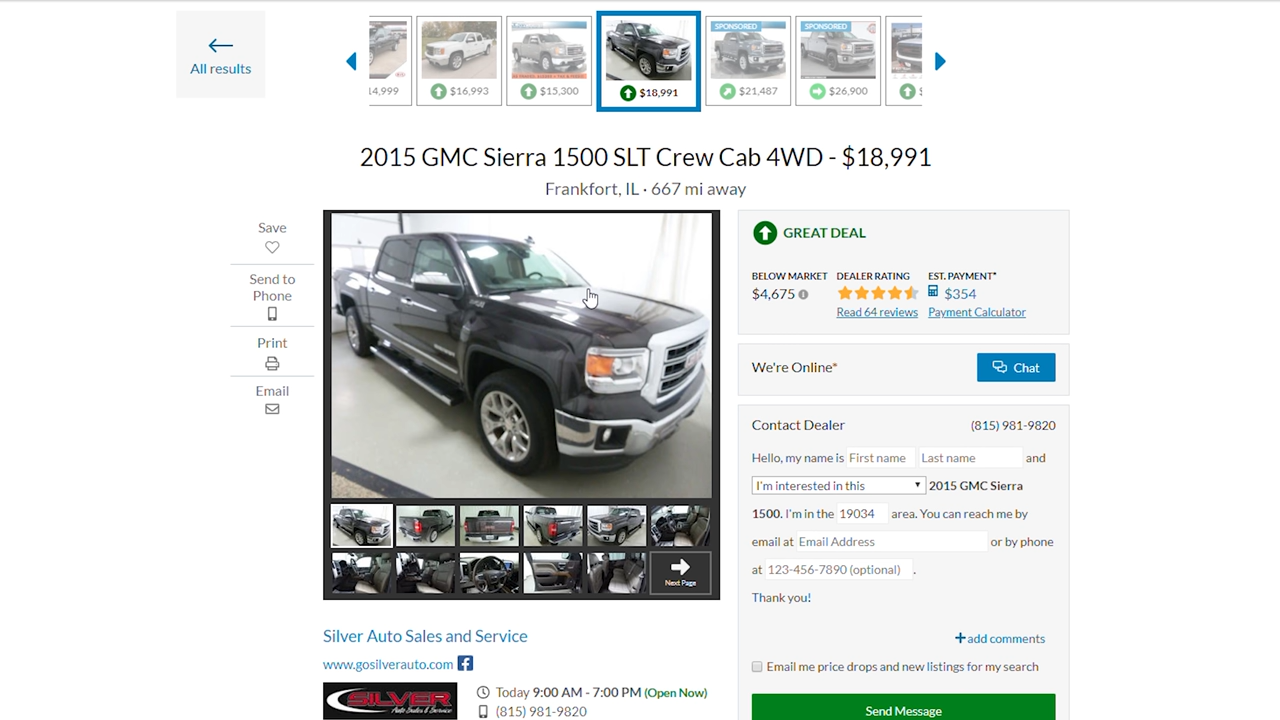 All results
14,999
$16,993
$15,300
$18,991
SPONSORED
$21,487
SPONSORED
$26,900
2015 GMC Sierra 1500 SLT Crew Cab 4WD - $18,991
Frankfort, IL · 667 mi away
Save
Send to
Phone
Print
Email
GREAT DEAL
BELOW MARKET
$4,675
DEALER RATING
Read 64 reviews
EST. PAYMENT*
$354
Payment Calculator
We're Online*
Chat
Contact Dealer (815) 981-9820
Hello, my name is First name Last name and
I'm interested in this 2015 GMC Sierra
1500. I'm in the 19034 area. You can reach me by
email at Email Address or by phone
at 123-456-7890 (optional) .
Thank you!
+add comments
Email me price drops and new listings for my search
Send Message
Next Page
Silver Auto Sales and Service
www.gosilverauto.com
SILVER
Auto Sales & Service
Today 9:00 AM - 7:00 PM (Open Now)
(815) 981-9820